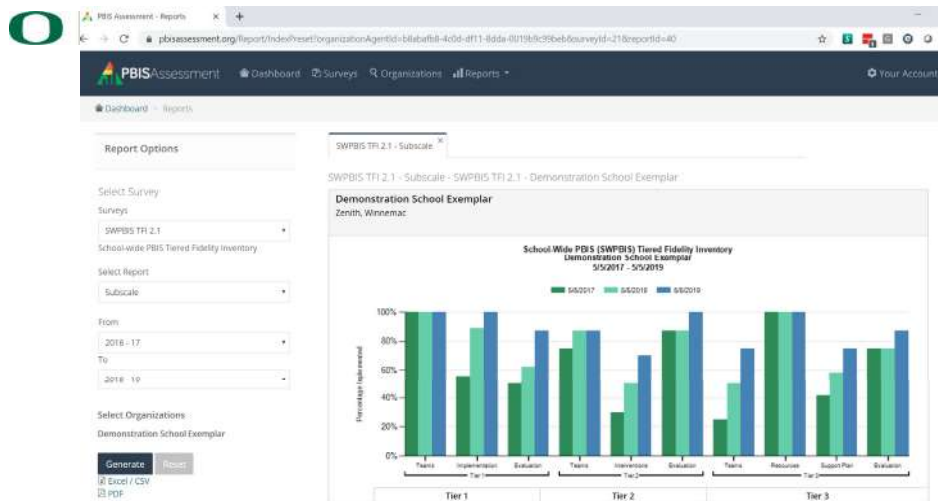 PBIS Assessment - Reports
pbisassessment.org/Report/IndexPreset?organizationAgentId=
PBISAssessment
Dashboard
Surveys
Organizations
Reports
Your Account
Dashboard
Reports
Report Options
Select Survey
Surveys
SWPBIS TFI 2.1
School-wide PBIS Tiered Fidelity Inventory
Select Report
Subscale
From
2016 - 17
To
Select Organizations
Demonstration School Exemplar
Generate
Reset
Excel / CSV
PDF
SWPBIS TFI 2.1 - Subscale
SWPBIS TFI 2.1 - Subscale - SWPBIS TFI 2.1 - Demonstration School Exemplar
Demonstration School Exemplar
Zenith, Winnemac
School-Wide PBIS (SWPBIS) Tiered Fidelity Inventory
Demonstration School Exemplar
5/5/2017 - 5/5/2019
5/5/2017 5/5/2018 5/5/2019
Percentage Implemented
100%
80%
60%
40%
20%
0%
Teams Implementation Evaluation Teams Interventions Evaluation Teams Resources Support Plan Evaluation
Tier 1 Tier 2 Tier 3
Tier 1 Tier 2 Tier 3